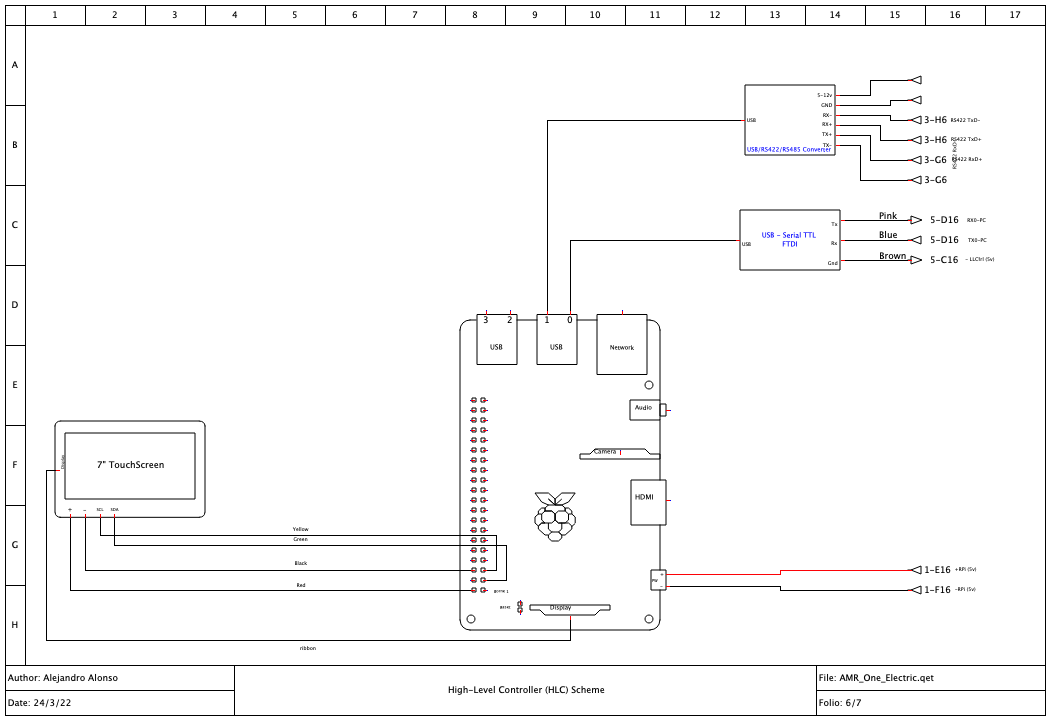 1 2 3 4 5 6 7 8 9 10 11 12 13 14 15 16 17
A
5-12v
GND
RX- 3-H6 RS422 TxD-
USB
RX+
TX+ 3-H6 RS422 TxD+
B
TX-
USB/RS422/RS485 Converter
3-G6 RS422 RxD+
RS422 RxD-
3-G6
Pink 5-D16 RX0-PC
C
Tx
USB - Serial TTL
FTDI
Blue 5-D16 TX0-PC
USB
Rx
Brown 5-C16 - LLCtrl (5v)
Gnd
D
3 2 1 0
USB USB Network
E
Audio
Camera
F
Display
7" TouchScreen
HDMI
+ - SCL SDA
Yellow
Green
G
Black
1-E16 +RPi (5v)
+
PW
-
Red
1-F16 -RPi (5v)
Display
H
ribbon
Author: Alejandro Alonso
High-Level Controller (HLC) Scheme
File: AMR_One_Electric.qet
Date: 24/3/22
Folio: 6/7